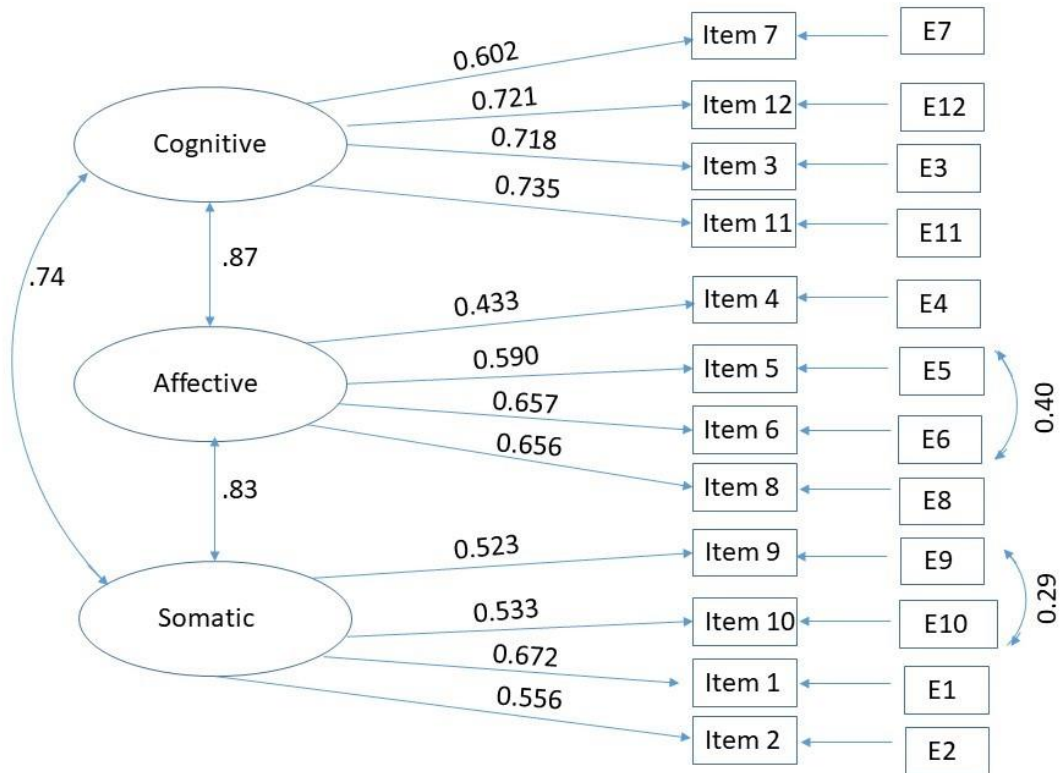 Item 7
E7
0.602
0.721
Item 12
E12
Cognitive
0.718
Item 3
E3
0.735
Item 11
E11
.87
.74
0.433
Item 4
E4
Affective
0.590
Item 5
E5
0.657
Item 6
E6
0.40
0.656
Item 8
E8
.83
0.523
Item 9
E9
0.29
Somatic
0.533
Item 10
E10
0.672
Item 1
E1
0.556
Item 2
E2